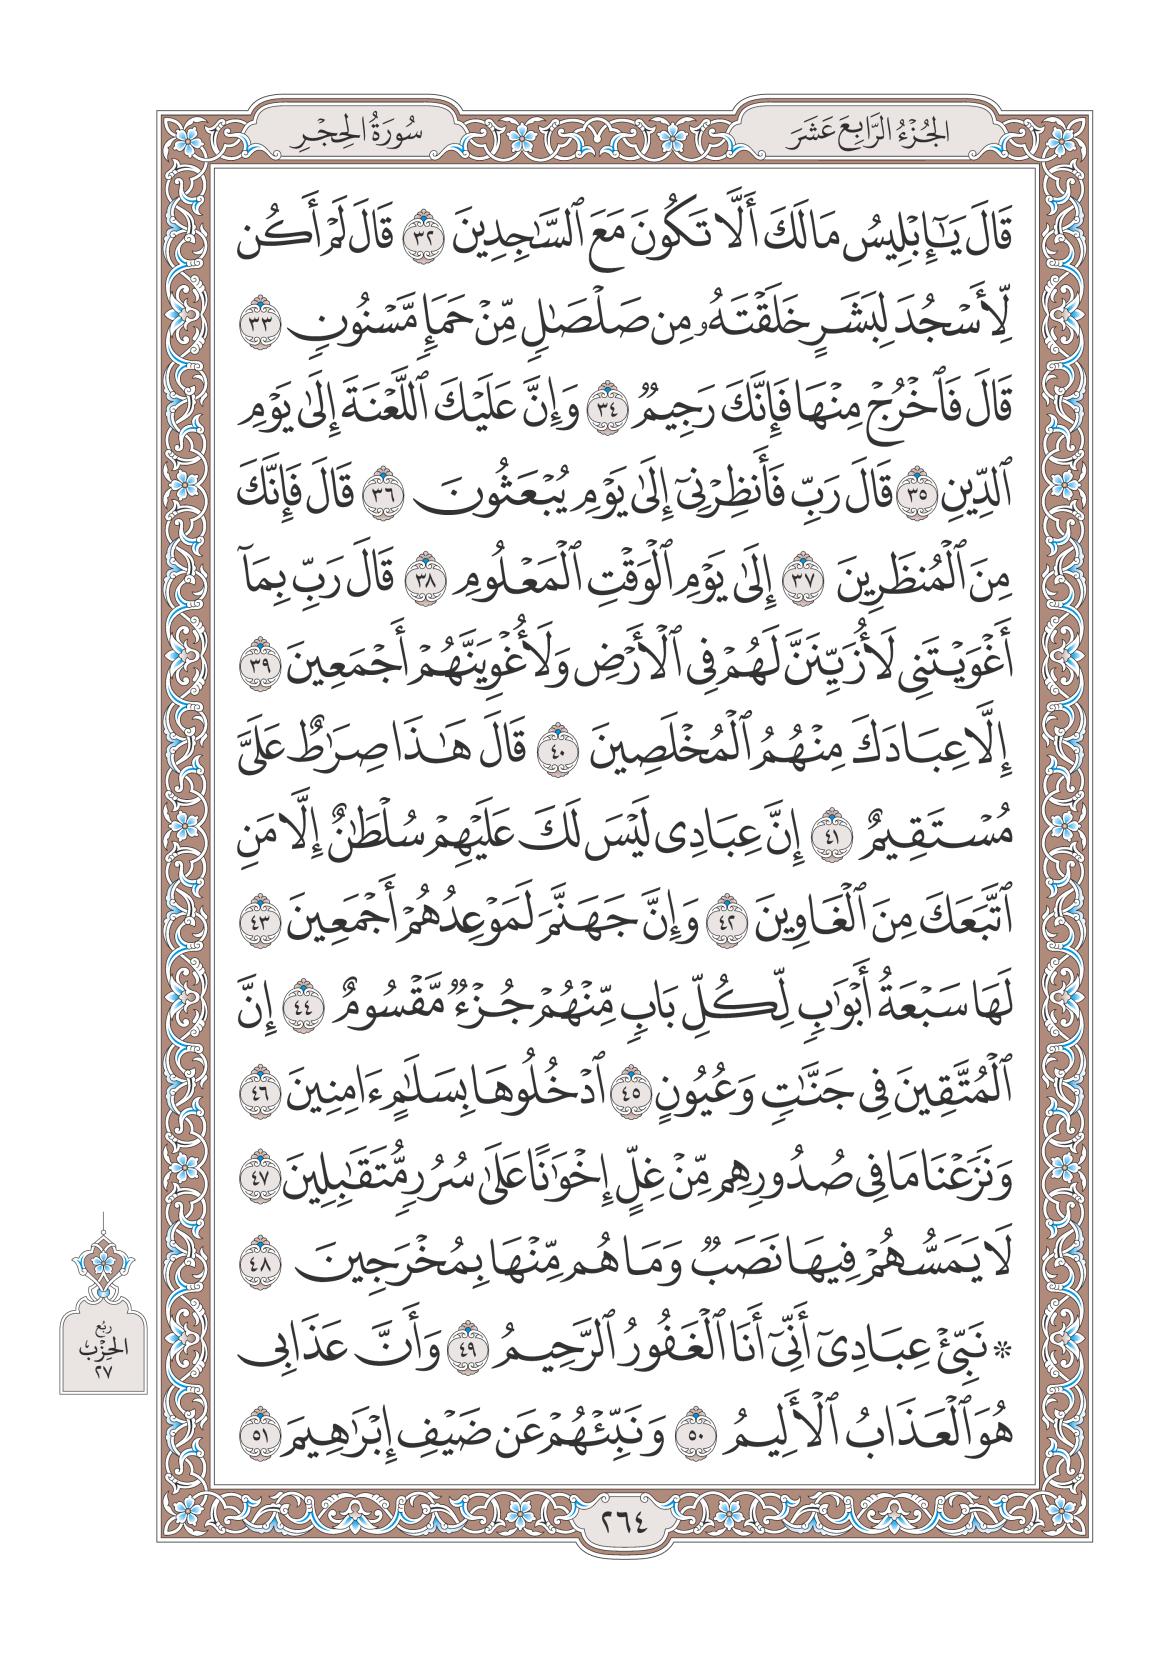 الجُزْءُ الرَّابِعَ عَشَرَ
سُورَةُ الحِجْرِ
قَالَ يَـٰٓإِبْلِيسُ مَا لَكَ أَلَّا تَكُونَ مَعَ ٱلسَّـٰجِدِينَ ٣٢ قَالَ لَمْ أَكُن
لِّأَسْجُدَ لِبَشَرٍ خَلَقْتَهُۥ مِن صَلْصَـٰلٍ مِّنْ حَمَإٍ مَّسْنُونٍ ٣٣
قَالَ فَٱخْرُجْ مِنْهَا فَإِنَّكَ رَجِيمٌ ٣٤ وَإِنَّ عَلَيْكَ ٱللَّعْنَةَ إِلَىٰ يَوْمِ
ٱلدِّينِ ٣٥ قَالَ رَبِّ فَأَنظِرْنِىٓ إِلَىٰ يَوْمِ يُبْعَثُونَ ٣٦ قَالَ فَإِنَّكَ
مِنَ ٱلْمُنظَرِينَ ٣٧ إِلَىٰ يَوْمِ ٱلْوَقْتِ ٱلْمَعْلُومِ ٣٨ قَالَ رَبِّ بِمَآ
أَغْوَيْتَنِى لَأُزَيِّنَنَّ لَهُمْ فِى ٱلْأَرْضِ وَلَأُغْوِيَنَّهُمْ أَجْمَعِينَ ٣٩
إِلَّا عِبَادَكَ مِنْهُمُ ٱلْمُخْلَصِينَ ٤٠ قَالَ هَـٰذَا صِرَٰطٌ عَلَىَّ
مُسْتَقِيمٌ ٤١ إِنَّ عِبَادِى لَيْسَ لَكَ عَلَيْهِمْ سُلْطَـٰنٌ إِلَّا مَنِ
ٱتَّبَعَكَ مِنَ ٱلْغَاوِينَ ٤٢ وَإِنَّ جَهَنَّمَ لَمَوْعِدُهُمْ أَجْمَعِينَ ٤٣
لَهَا سَبْعَةُ أَبْوَٰبٍ لِّكُلِّ بَابٍ مِّنْهُمْ جُزْءٌ مَّقْسُومٌ ٤٤ إِنَّ
ٱلْمُتَّقِينَ فِى جَنَّـٰتٍ وَعُيُونٍ ٤٥ ٱدْخُلُوهَا بِسَلَـٰمٍ ءَامِنِينَ ٤٦
وَنَزَعْنَا مَا فِى صُدُورِهِم مِّنْ غِلٍّ إِخْوَٰنًا عَلَىٰ سُرُرٍ مُّتَقَـٰبِلِينَ ٤٧
لَا يَمَسُّهُمْ فِيهَا نَصَبٌ وَمَا هُم مِّنْهَا بِمُخْرَجِينَ ٤٨
۞ نَبِّئْ عِبَادِىٓ أَنِّىٓ أَنَا ٱلْغَفُورُ ٱلرَّحِيمُ ٤٩ وَأَنَّ عَذَابِى
هُوَ ٱلْعَذَابُ ٱلْأَلِيمُ ٥٠ وَنَبِّئْهُمْ عَن ضَيْفِ إِبْرَٰهِيمَ ٥١
ربُع
الحِزْب
٢٧
٢٦٤